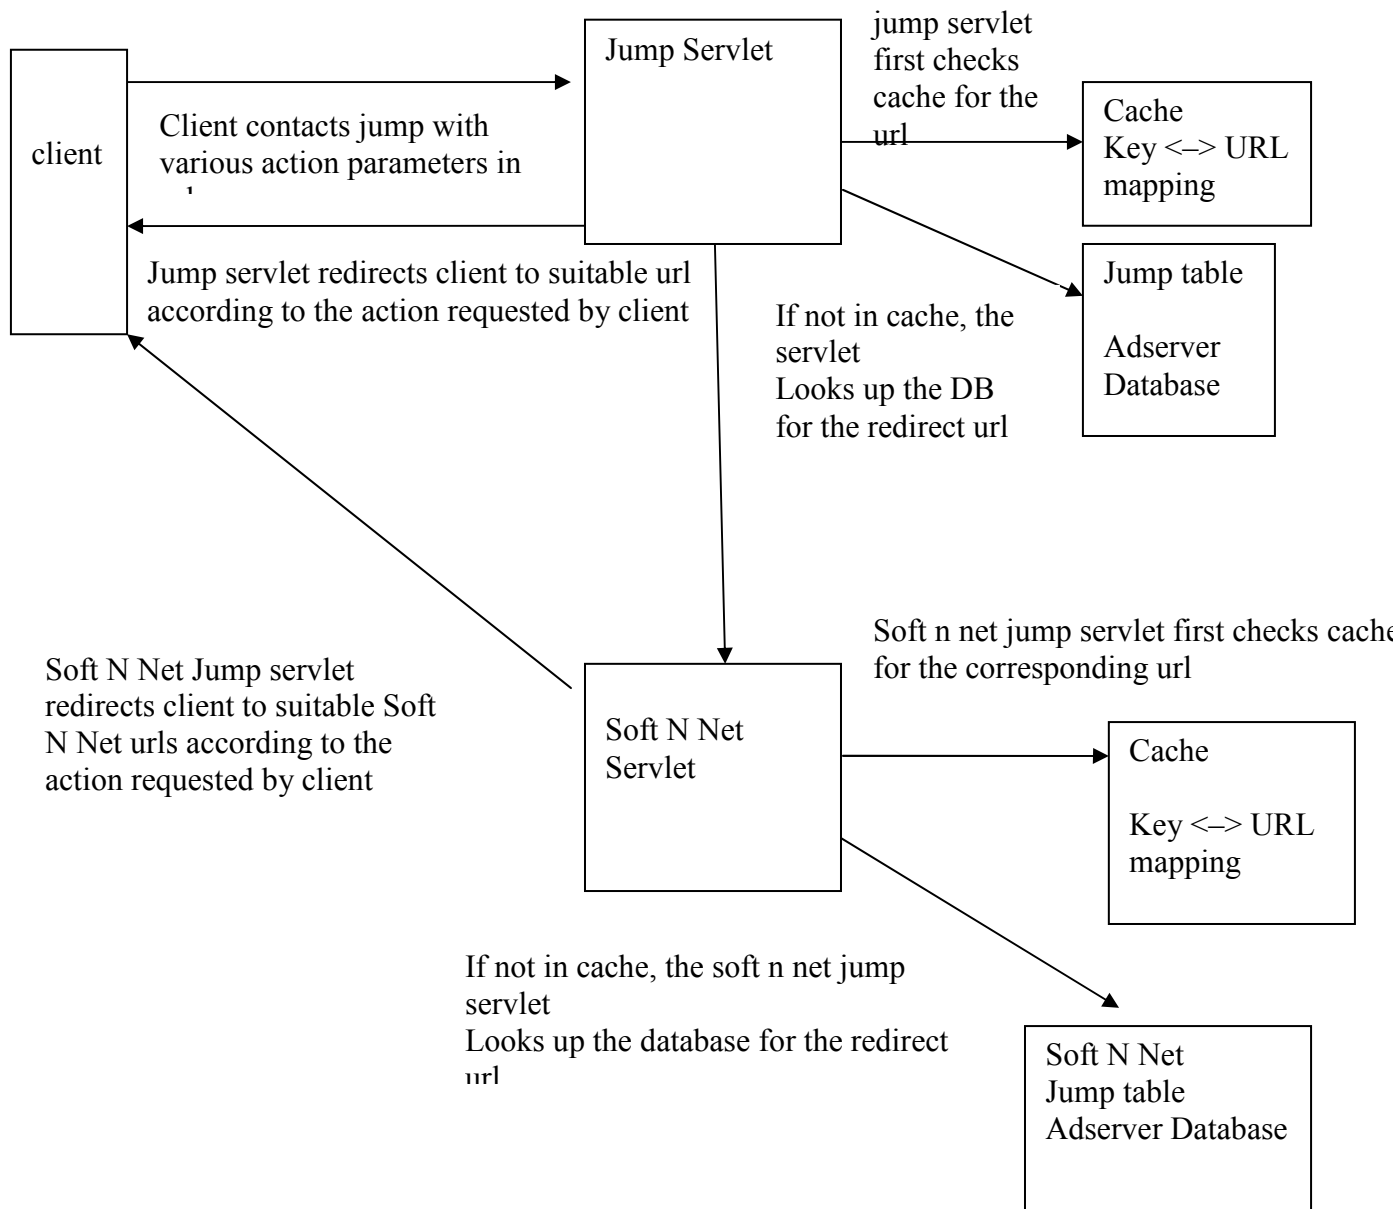 client
Client contacts jump with
various action parameters in
Jump servlet redirects client to suitable url
according to the action requested by client
Jump Servlet
jump servlet
first checks
cache for the
url
Cache
Key <–> URL
mapping
Jump table
Adserver
Database
If not in cache, the
servlet
Looks up the DB
for the redirect url
Soft N Net Jump servlet
redirects client to suitable Soft
N Net urls according to the
action requested by client
Soft N Net
Servlet
Soft n net jump servlet first checks cache
for the corresponding url
Cache
Key <–> URL
mapping
If not in cache, the soft n net jump
servlet
Looks up the database for the redirect
url
Soft N Net
Jump table
Adserver Database